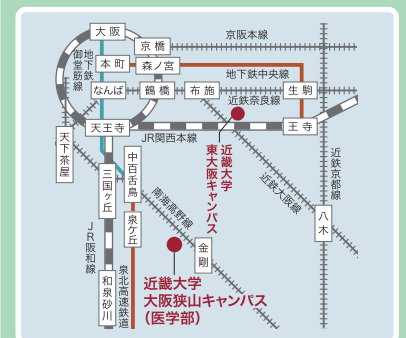 大阪
京橋
京阪本線
本町
森ノ宮
地下鉄
御堂筋線
地下鉄中央線
なんば
鶴橋
布施
生駒
近鉄奈良線
天王寺
王寺
JR関西本線
近畿大学
東大阪キャンパス
近鉄京都線
天下茶屋
中百舌鳥
三国ヶ丘
近鉄大阪線
南海高野線
八木
泉ケ丘
JR阪和線
金剛
泉北高速鉄道
和泉砂川
近畿大学
大阪狭山キャンパス
(医学部)